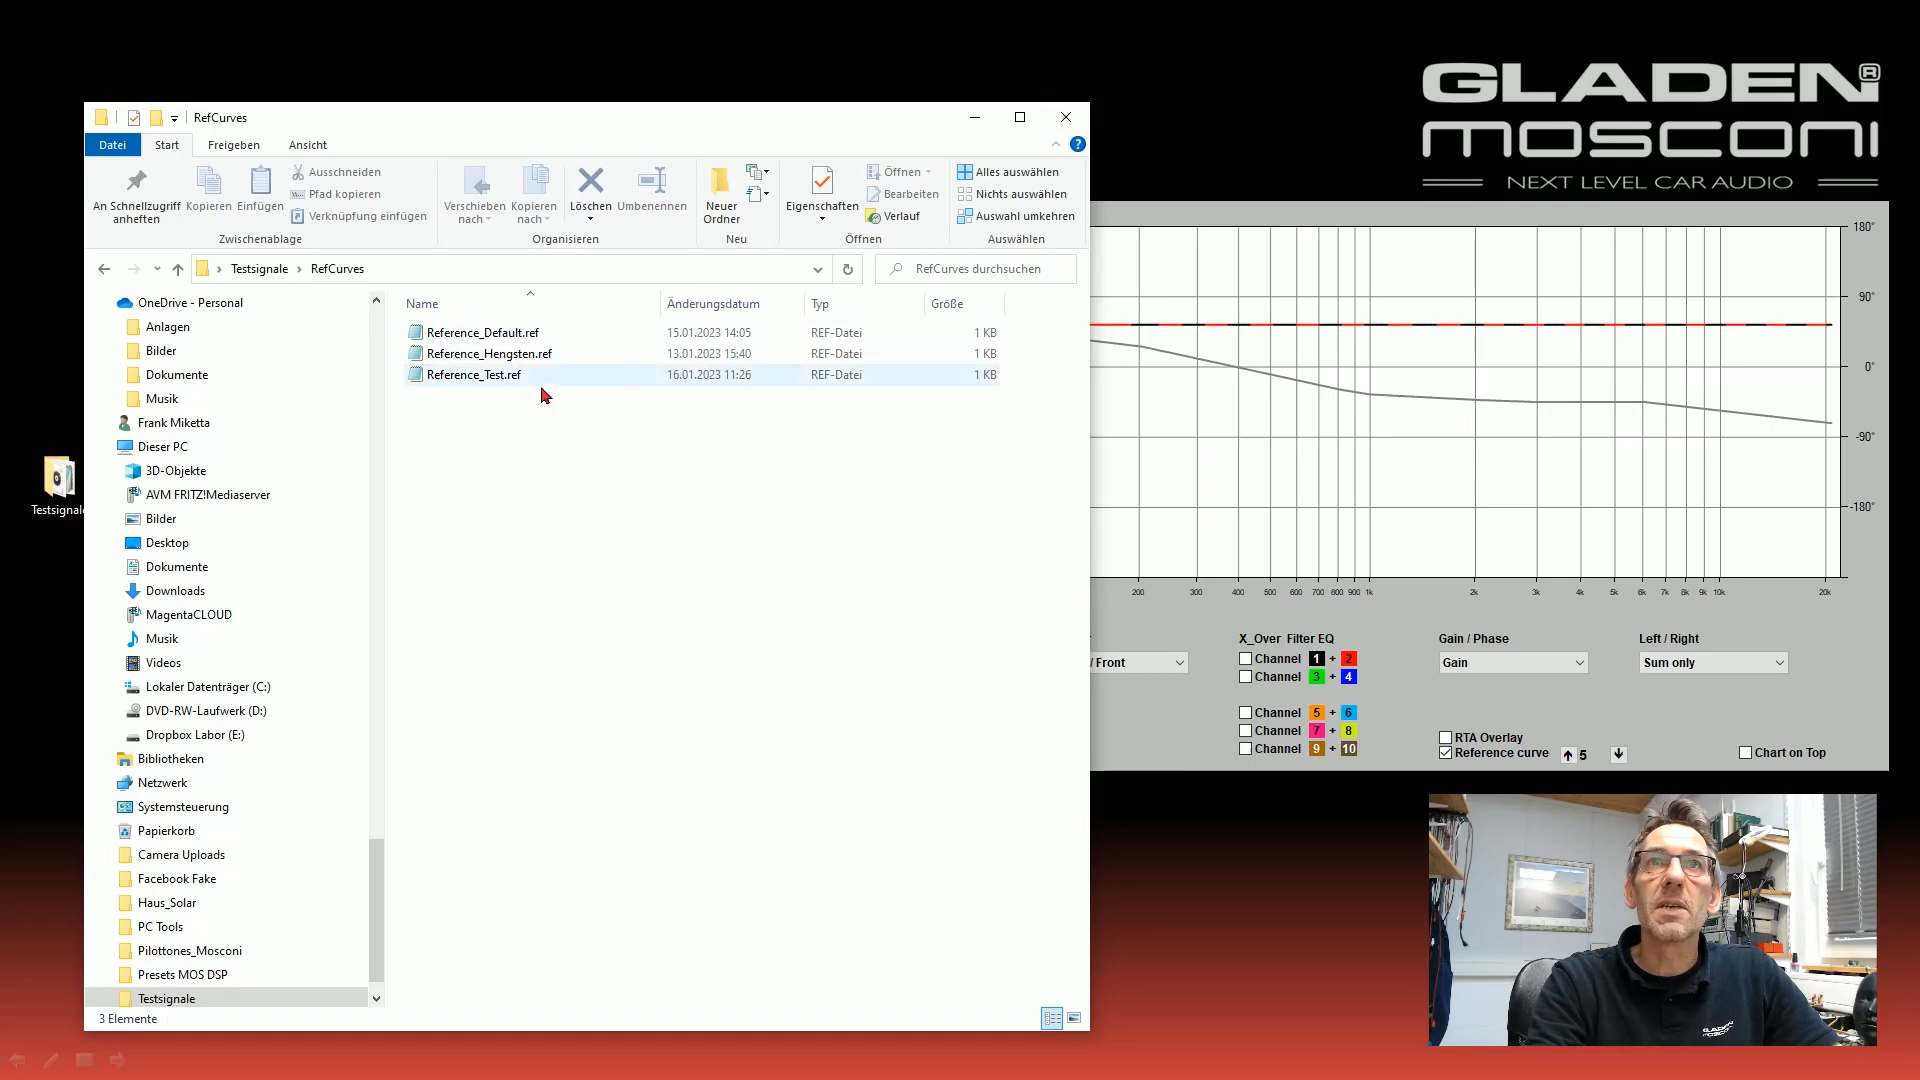 GLADEN®
MOSCONI
NEXT LEVEL CAR AUDIO
RefCurves
Datei Start Freigeben Ansicht
An Schnellzugriff anheften
Kopieren
Einfügen
Ausschneiden
Pfad kopieren
Verknüpfung einfügen
Zwischenablage
Verschieben nach
Kopieren nach
Löschen
Umbenennen
Organisieren
Neuer Ordner
Neu
Eigenschaften
Öffnen
Bearbeiten
Verlauf
Öffnen
Alles auswählen
Nichts auswählen
Auswahl umkehren
Auswählen
Testsignale › RefCurves
RefCurves durchsuchen
OneDrive - Personal
Anlagen
Bilder
Dokumente
Musik
Frank Miketta
Dieser PC
3D-Objekte
AVM FRITZ!Mediaserver
Bilder
Desktop
Dokumente
Downloads
MagentaCLOUD
Musik
Videos
Lokaler Datenträger (C:)
DVD-RW-Laufwerk (D:)
Dropbox Labor (E:)
Bibliotheken
Netzwerk
Systemsteuerung
Papierkorb
Camera Uploads
Facebook Fake
Haus_Solar
PC Tools
Pilottones_Mosconi
Presets MOS DSP
Testsignale
Name Änderungsdatum Typ Größe
Reference_Default.ref 15.01.2023 14:05 REF-Datei 1 KB
Reference_Hengsten.ref 13.01.2023 15:40 REF-Datei 1 KB
Reference_Test.ref 16.01.2023 11:26 REF-Datei 1 KB
3 Elemente
Testsignale
180°
90°
0°
-90°
-180°
200 300 400 500 600 700 800 900 1k 2k 3k 4k 5k 6k 7k 8k 9k 10k 20k
/ Front
X_Over Filter EQ
Channel 1 + 2
Channel 3 + 4
Channel 5 + 6
Channel 7 + 8
Channel 9 + 10
Gain / Phase
Gain
Left / Right
Sum only
RTA Overlay
Reference curve 5
Chart on Top
GLADEN
MOSCONI